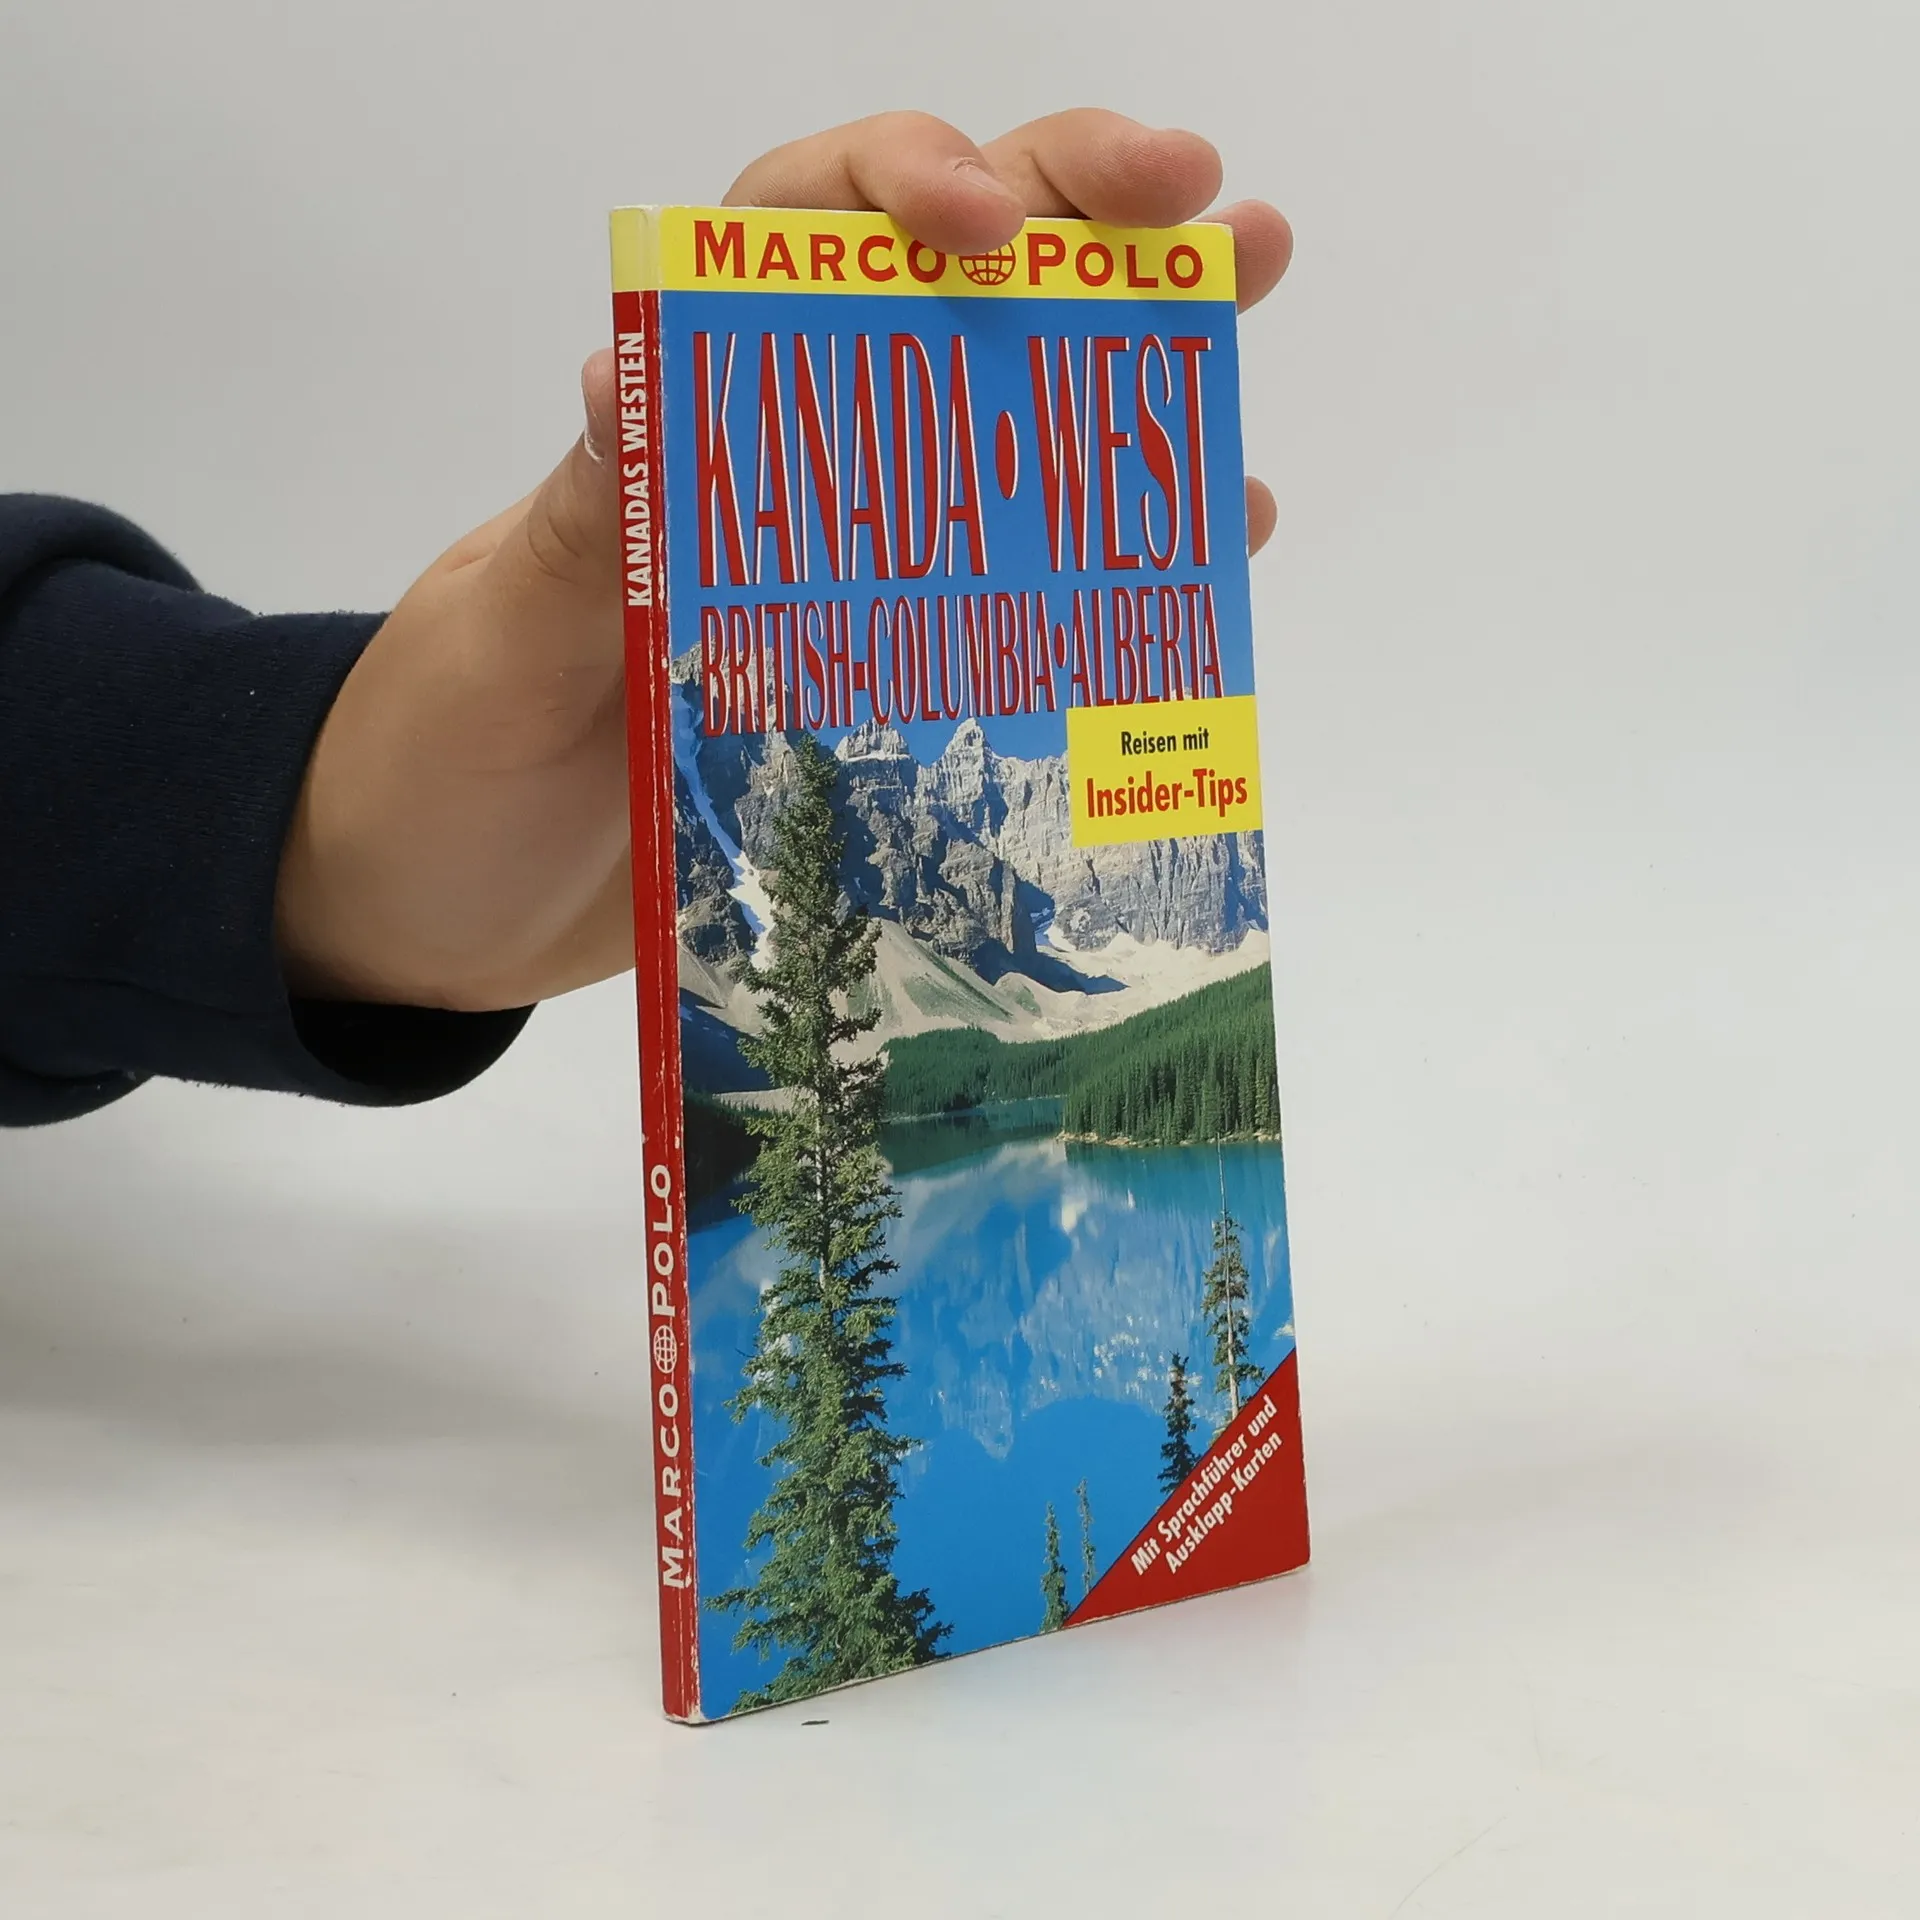 MARCO POLO
KANADA • WEST
BRITISH-COLUMBIA • ALBERTA
Reisen mit
Insider-Tips
Mit Sprachführer und
Ausklapp-Karten
KANADAS WESTEN
MARCO POLO